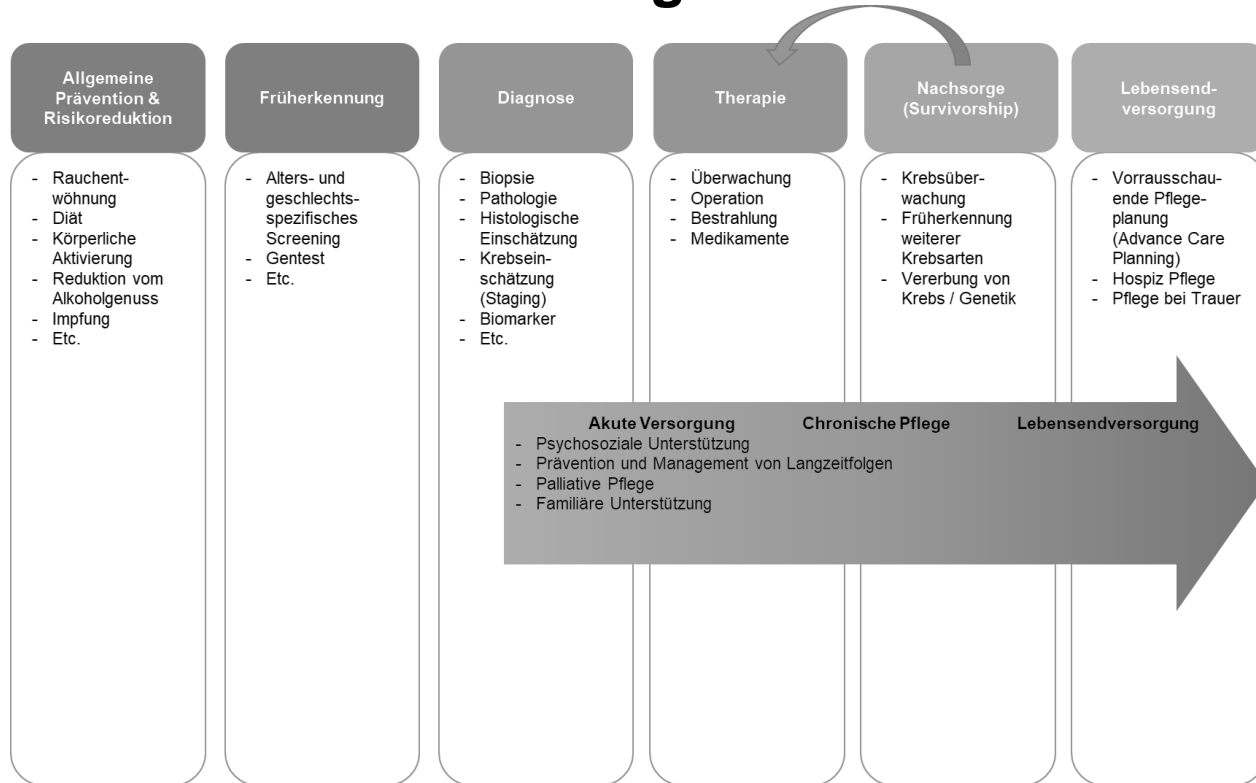 Allgemeine
Prävention &
Risikoreduktion
- Rauchent-
wöhnung
- Diät
- Körperliche
Aktivierung
- Reduktion vom
Alkoholgenuss
- Impfung
- Etc.
Früherkennung
- Alters- und
geschlechts-
spezifisches
Screening
- Gentest
- Etc.
Diagnose
- Biopsie
- Pathologie
- Histologische
Einschätzung
- Krebsein-
schätzung
(Staging)
- Biomarker
- Etc.
Therapie
- Überwachung
- Operation
- Bestrahlung
- Medikamente
Nachsorge
(Survivorship)
- Krebsüber-
wachung
- Früherkennung
weiterer
Krebsarten
- Vererbung von
Krebs / Genetik
Lebensend-
versorgung
- Vorrausschau-
ende Pflege-
planung
(Advance Care
Planning)
- Hospiz Pflege
- Pflege bei Trauer
Akute Versorgung
- Psychosoziale Unterstützung
- Prävention und Management von Langzeitfolgen
- Palliative Pflege
- Familiäre Unterstützung
Chronische Pflege
Lebensendversorgung